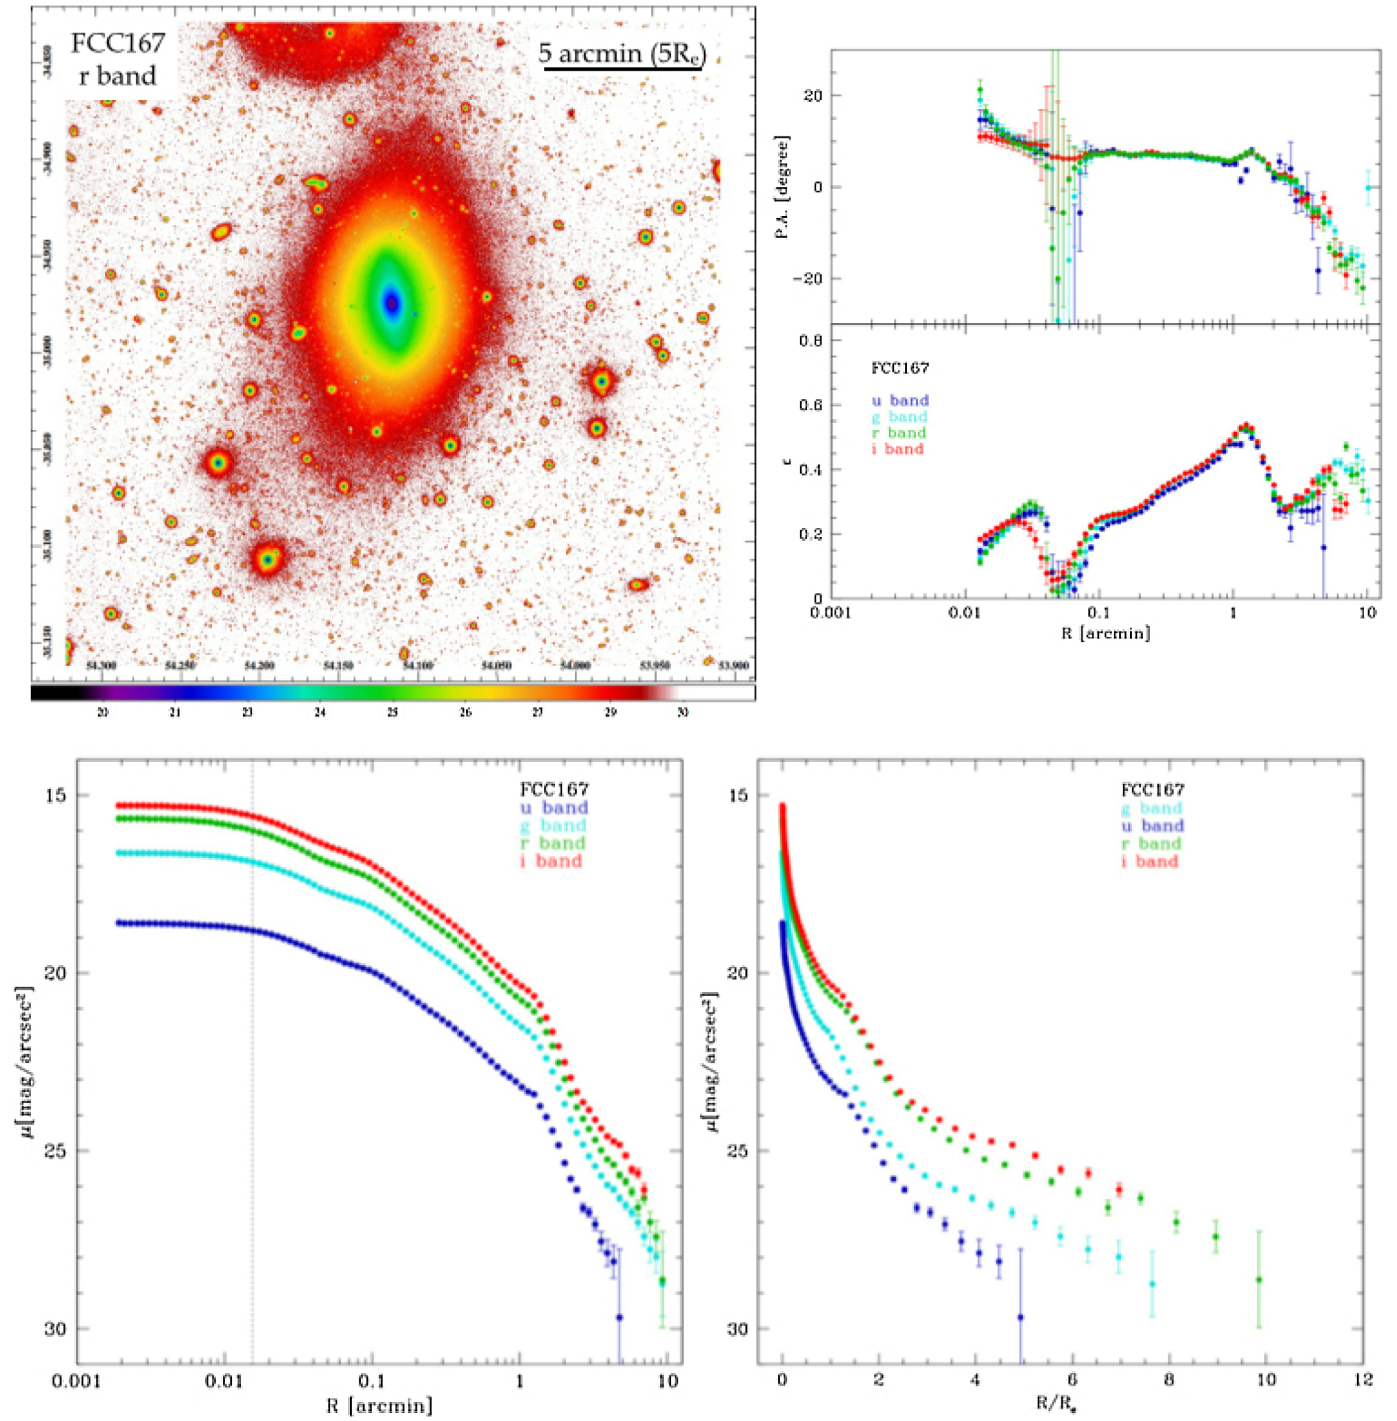 FCC167
r band
5 arcmin (5Rₑ)
34.850
34.900
34.950
35.000
35.050
35.100
35.150
54.300 54.250 54.200 54.150 54.100 54.050 54.000 53.950 53.900
20 21 23 24 25 26 27 29 30
20
0
−20
P.A. [degree]
0.8
0.6
0.4
0.2
0
ϵ
FCC167
u band
g band
r band
i band
0.001 0.01 0.1 1 10
R [arcmin]
15
20
25
30
μ[mag/arcsec²]
FCC167
u band
g band
r band
i band
0.001 0.01 0.1 1 10
R [arcmin]
15
20
25
30
μ[mag/arcsec²]
FCC167
g band
u band
r band
i band
0 2 4 6 8 10 12
R/Rₑ